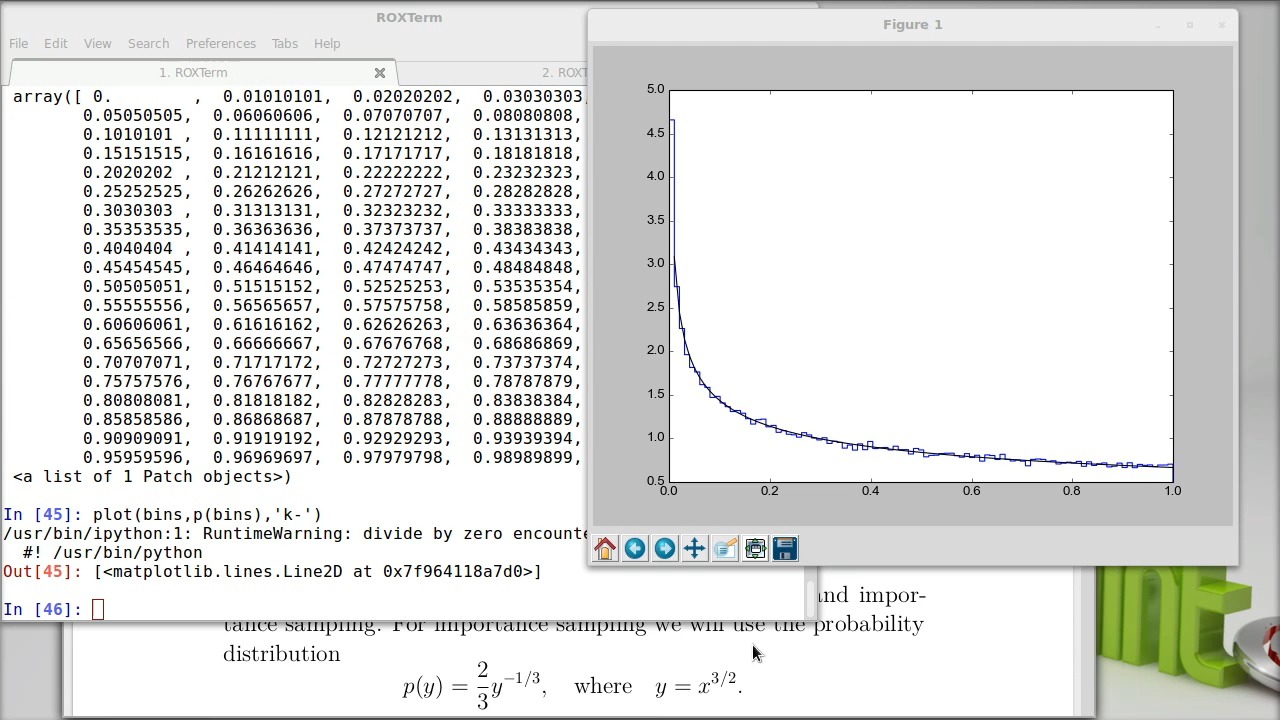 ROXTerm
File Edit View Search Preferences Tabs Help
1. ROXTerm
2. ROXT
array([ 0.        ,  0.01010101,  0.02020202,  0.03030303,
0.05050505,  0.06060606,  0.07070707,  0.08080808,
0.1010101 ,  0.11111111,  0.12121212,  0.13131313,
0.15151515,  0.16161616,  0.17171717,  0.18181818,
0.2020202 ,  0.21212121,  0.22222222,  0.23232323,
0.25252525,  0.26262626,  0.27272727,  0.28282828,
0.3030303 ,  0.31313131,  0.32323232,  0.33333333,
0.35353535,  0.36363636,  0.37373737,  0.38383838,
0.4040404 ,  0.41414141,  0.42424242,  0.43434343,
0.45454545,  0.46464646,  0.47474747,  0.48484848,
0.50505051,  0.51515152,  0.52525253,  0.53535354,
0.55555556,  0.56565657,  0.57575758,  0.58585859,
0.60606061,  0.61616162,  0.62626263,  0.63636364,
0.65656566,  0.66666667,  0.67676768,  0.68686869,
0.70707071,  0.71717172,  0.72727273,  0.73737374,
0.75757576,  0.76767677,  0.77777778,  0.78787879,
0.80808081,  0.81818182,  0.82828283,  0.83838384,
0.85858586,  0.86868687,  0.87878788,  0.88888889,
0.90909091,  0.91919192,  0.92929293,  0.93939394,
0.95959596,  0.96969697,  0.97979798,  0.98989899,
<a list of 1 Patch objects>)
In [45]: plot(bins,p(bins),'k-')
/usr/bin/ipython:1: RuntimeWarning: divide by zero encounte
#! /usr/bin/python
Out[45]: [<matplotlib.lines.Line2D at 0x7f964118a7d0>]
In [46]:
Figure 1
5.0
4.5
4.0
3.5
3.0
2.5
2.0
1.5
1.0
0.5
0.0 0.2 0.4 0.6 0.8 1.0
and impor-
tance sampling. For importance sampling we will use the probability
distribution
p(y) = 2/3 y^{-1/3}, where y = x^{3/2}.